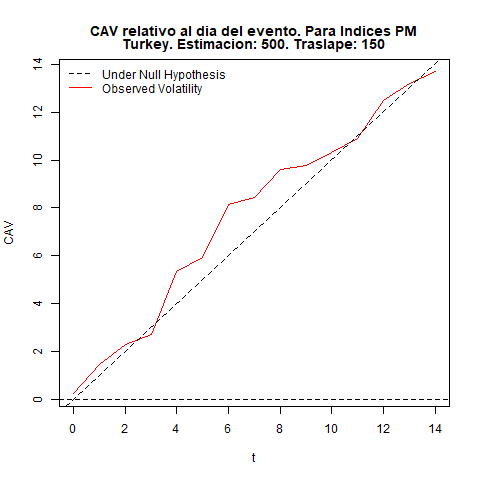 CAV relativo al dia del evento. Para Indices PM
Turkey. Estimacion: 500. Traslape: 150
Under Null Hypothesis
Observed Volatility
CAV
14
12
10
8
6
4
2
0
0 2 4 6 8 10 12 14
t